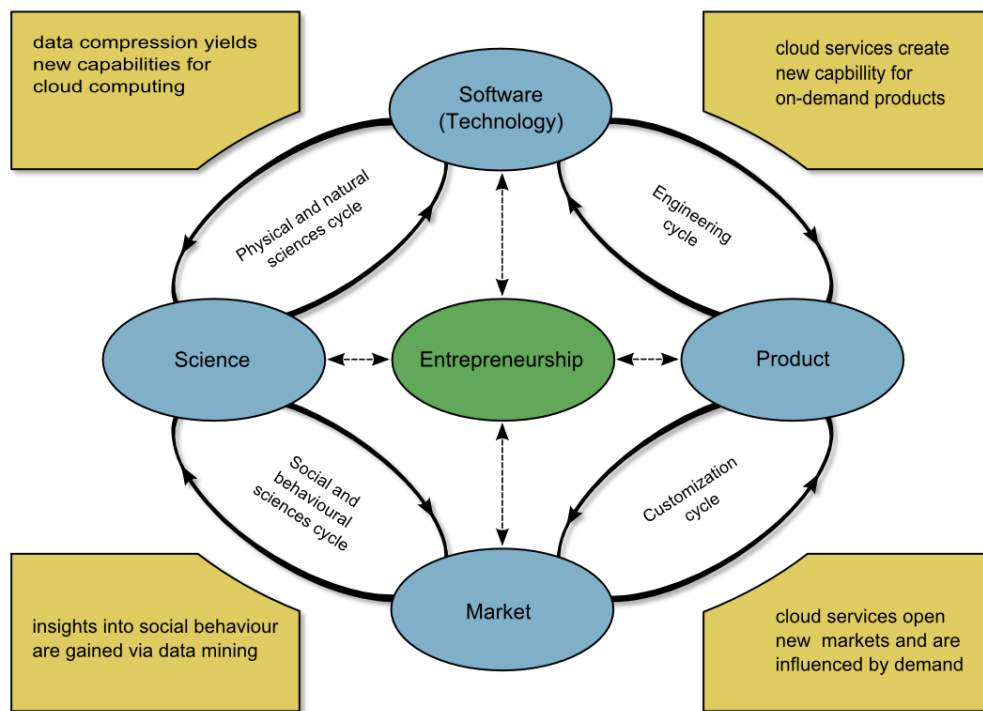 data compression yields
new capabilities for
cloud computing
cloud services create
new capbillity for
on-demand products
Software
(Technology)
Physical and natural
sciences cycle
Engineering
cycle
Science
Entrepreneurship
Product
Social and
behavioural
sciences cycle
Customization
cycle
Market
insights into social behaviour
are gained via data mining
cloud services open
new markets and are
influenced by demand